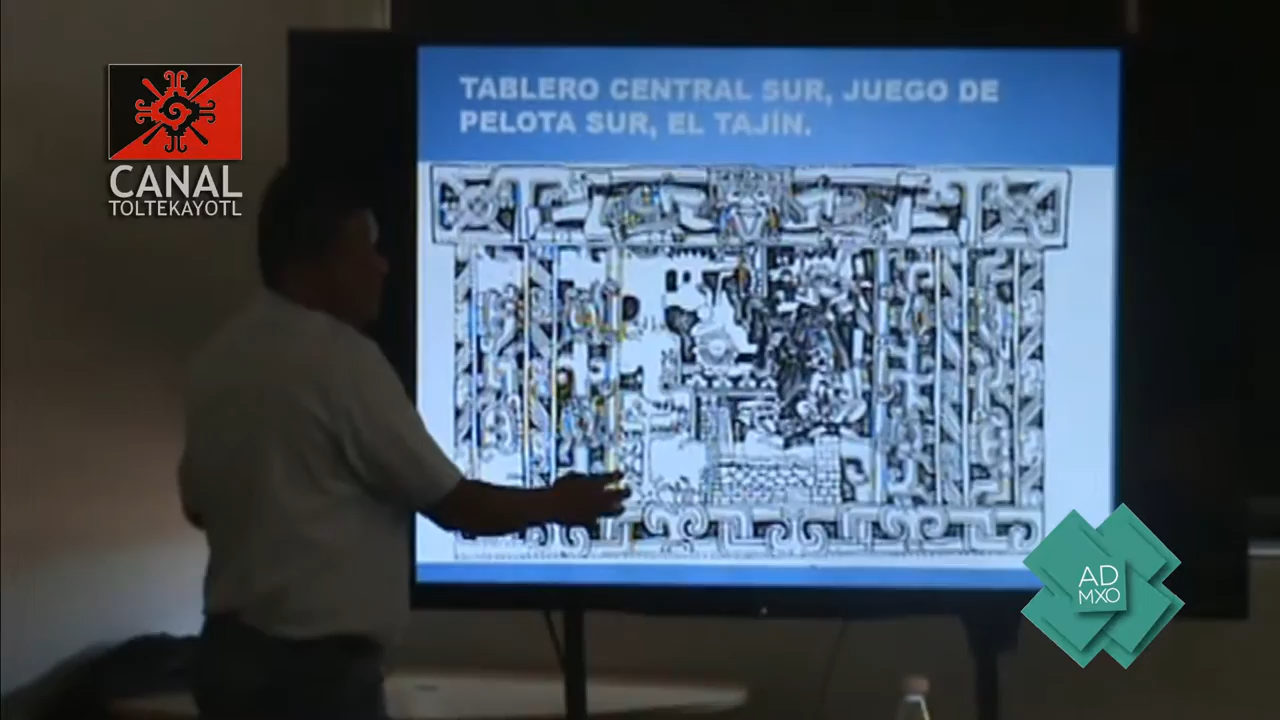 CANAL
TOLTEKAYOTL
TABLERO CENTRAL SUR, JUEGO DE
PELOTA SUR, EL TAJÍN.
AD
MXO